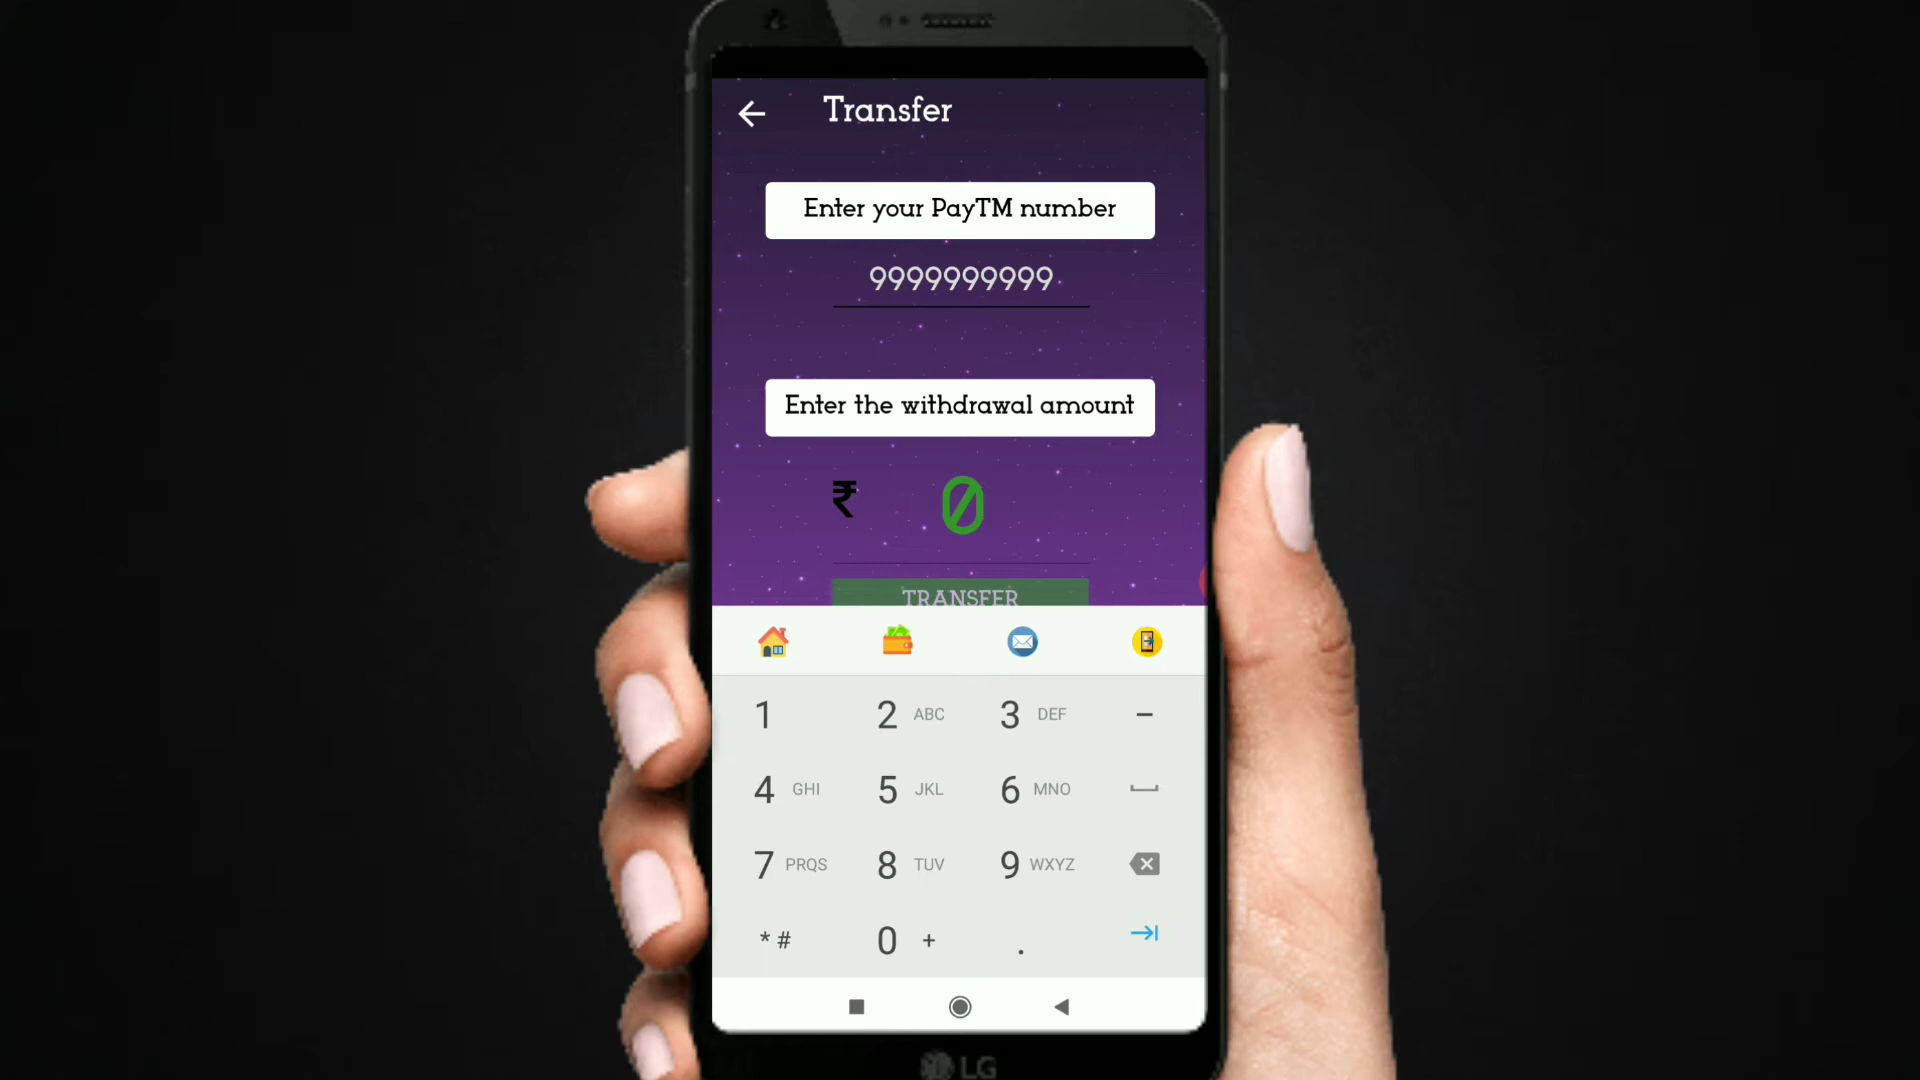 Transfer
Enter your PayTM number
9999999999
Enter the withdrawal amount
₹ 0
TRANSFER
1 2 ABC 3 DEF –
4 GHI 5 JKL 6 MNO
7 PRQS 8 TUV 9 WXYZ
* # 0 + .
LG